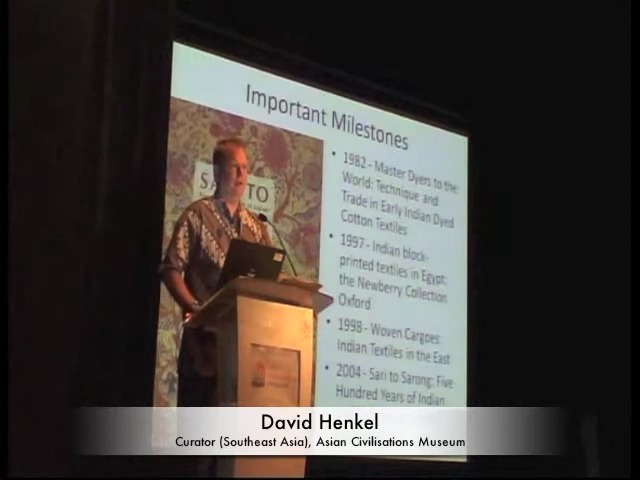 Important Milestones
• 1982 - Master Dyers to the
World: Technique and
Trade in Early Indian Dyed
Cotton Textiles
• 1997 - Indian block-
printed textiles in Egypt:
the Newberry Collection
Oxford
• 1998 - Woven Cargoes:
Indian Textiles in the East
• 2004 - Sari to Sarong: Five
Hundred Years of Indian
TO
David Henkel
Curator (Southeast Asia), Asian Civilisations Museum